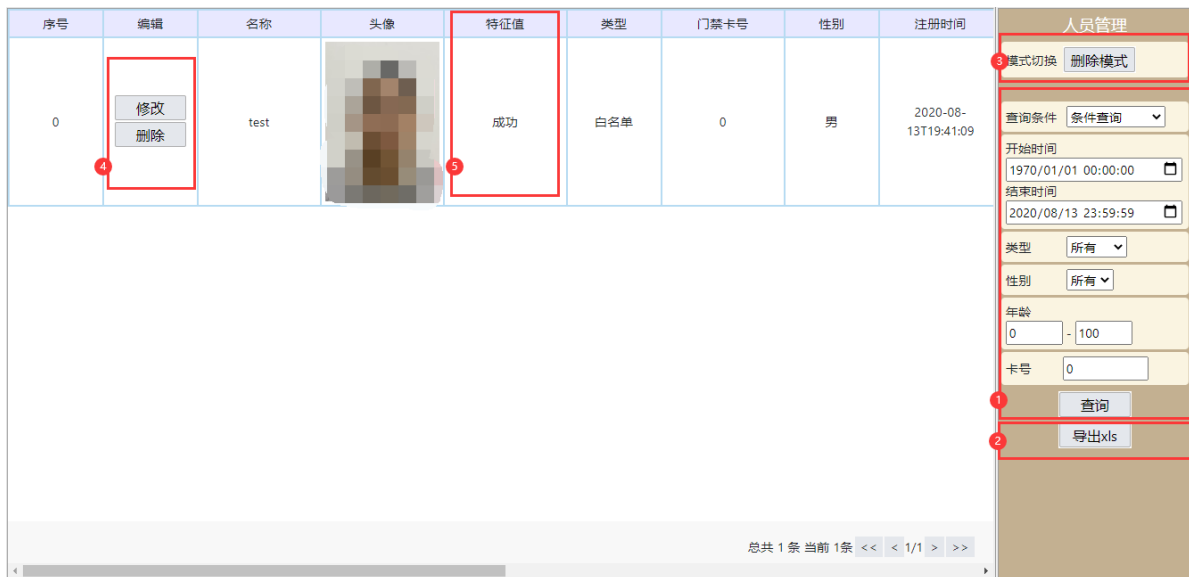 序号 编辑 名称 头像 特征值 类型 门禁卡号 性别 注册时间
0 修改 test 成功 白名单 0 男 2020-08-
删除 13T19:41:09
4 5
总共 1 条 当前 1条 << < 1/1 > >>
人员管理
3 模式切换 删除模式
查询条件 条件查询
开始时间
1970/01/01 00:00:00
结束时间
2020/08/13 23:59:59
类型 所有
性别 所有
年龄
0 - 100
卡号 0
1 查询
2 导出xls